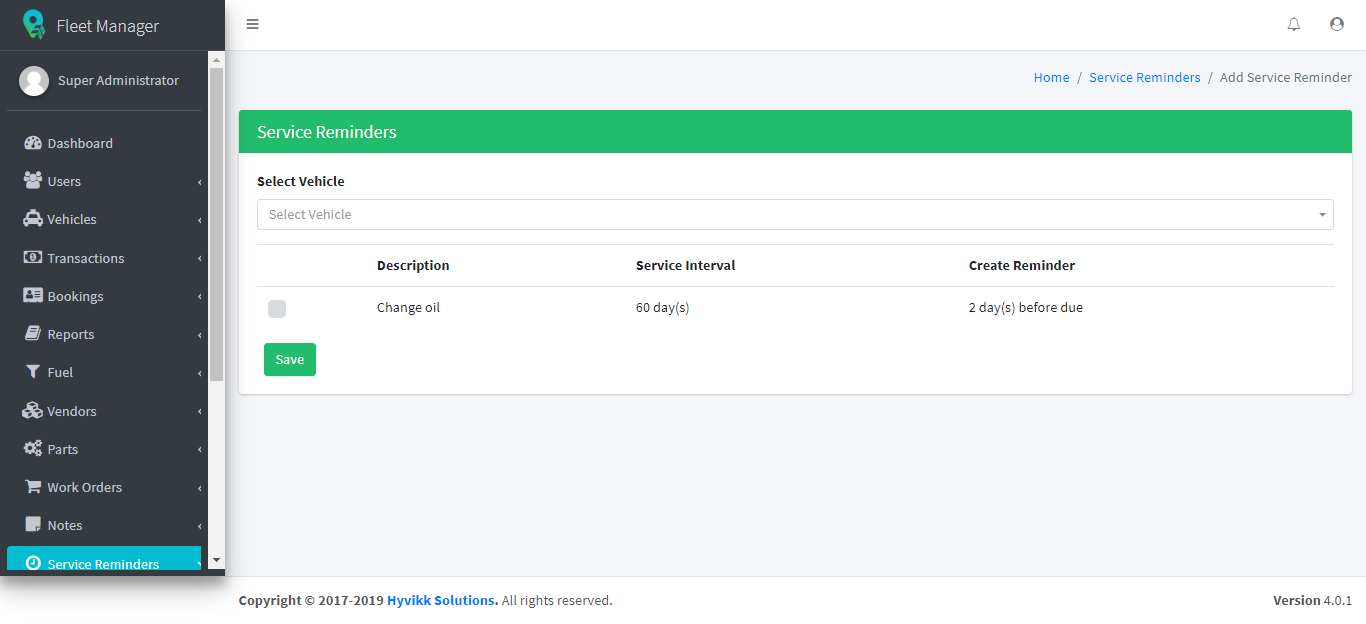 Fleet Manager
Super Administrator
Dashboard
Users
Vehicles
Transactions
Bookings
Reports
Fuel
Vendors
Parts
Work Orders
Notes
Service Reminders
Home / Service Reminders / Add Service Reminder
Service Reminders
Select Vehicle
Select Vehicle
Description Service Interval Create Reminder
Change oil 60 day(s) 2 day(s) before due
Save
Copyright © 2017-2019 Hyvikk Solutions. All rights reserved. Version 4.0.1